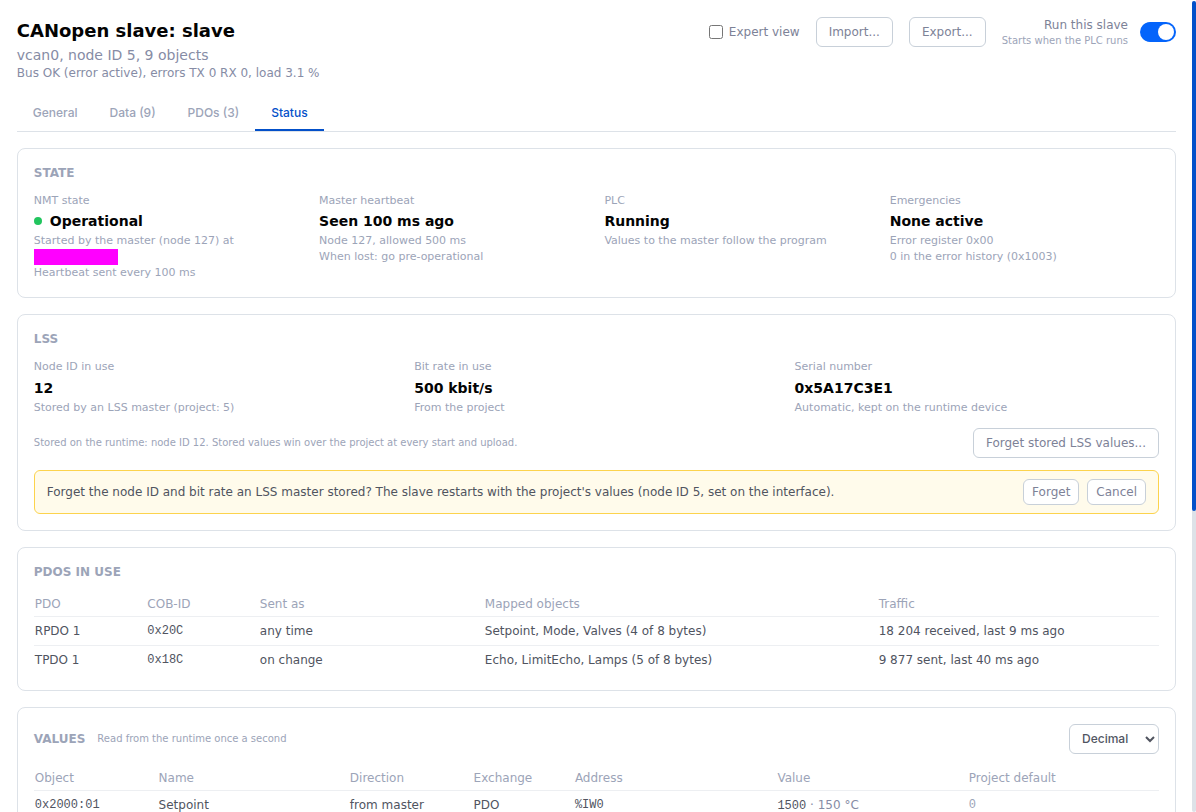 CANopen slave: slave
vcan0, node ID 5, 9 objects
Bus OK (error active), errors TX 0 RX 0, load 3.1 %
Expert view
Import...
Export...
Run this slave
Starts when the PLC runs
General
Data (9)
PDOs (3)
Status
STATE
NMT state
Operational
Started by the master (node 127) at
Heartbeat sent every 100 ms
Master heartbeat
Seen 100 ms ago
Node 127, allowed 500 ms
When lost: go pre-operational
PLC
Running
Values to the master follow the program
Emergencies
None active
Error register 0x00
0 in the error history (0x1003)
LSS
Node ID in use
12
Stored by an LSS master (project: 5)
Bit rate in use
500 kbit/s
From the project
Serial number
0x5A17C3E1
Automatic, kept on the runtime device
Stored on the runtime: node ID 12. Stored values win over the project at every start and upload.
Forget stored LSS values...
Forget the node ID and bit rate an LSS master stored? The slave restarts with the project's values (node ID 5, set on the interface).
Forget
Cancel
PDOS IN USE
PDO COB-ID Sent as Mapped objects Traffic
RPDO 1 0x20C any time Setpoint, Mode, Valves (4 of 8 bytes) 18 204 received, last 9 ms ago
TPDO 1 0x18C on change Echo, LimitEcho, Lamps (5 of 8 bytes) 9 877 sent, last 40 ms ago
VALUES Read from the runtime once a second
Decimal
Object Name Direction Exchange Address Value Project default
0x2000:01 Setpoint from master PDO %IW0 1500 · 150 °C 0